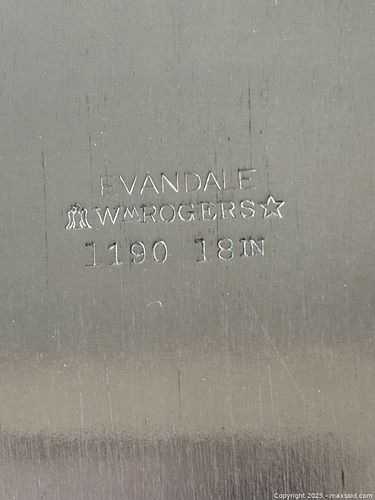 EVANDALE
WᴹROGERS
1190 18IN
Copyright 2025 - maxsold.com